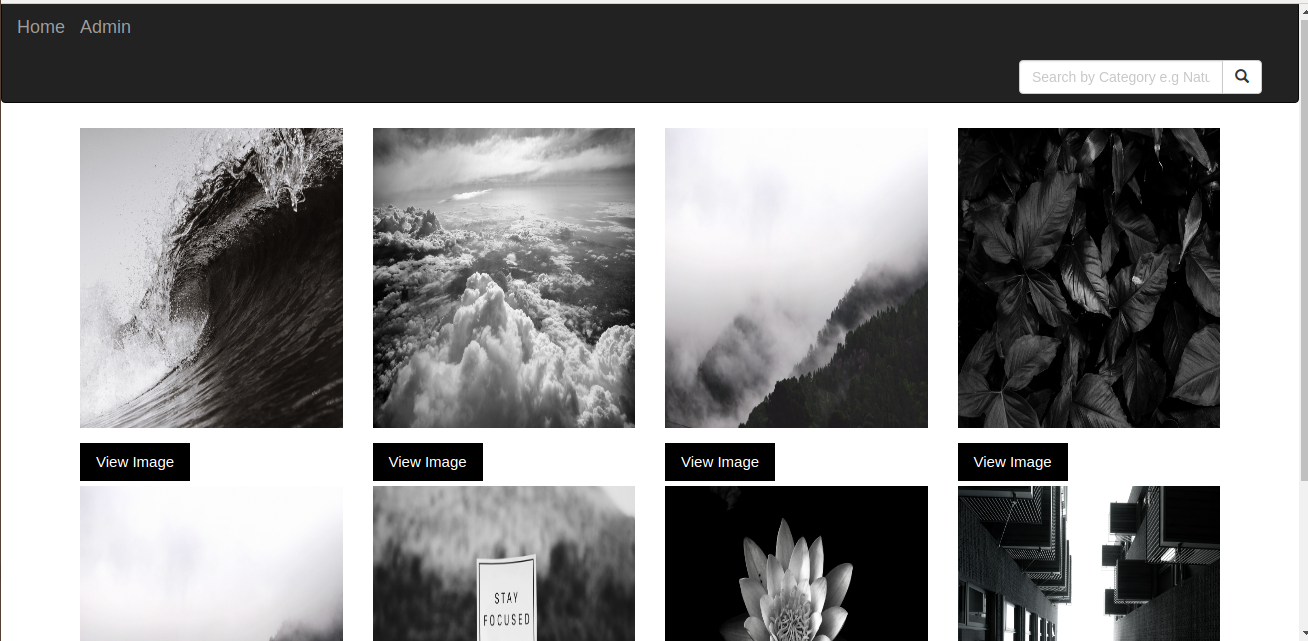 Home Admin
Search by Category e.g Natu
View Image
View Image
View Image
View Image
STAY
FOCUSED